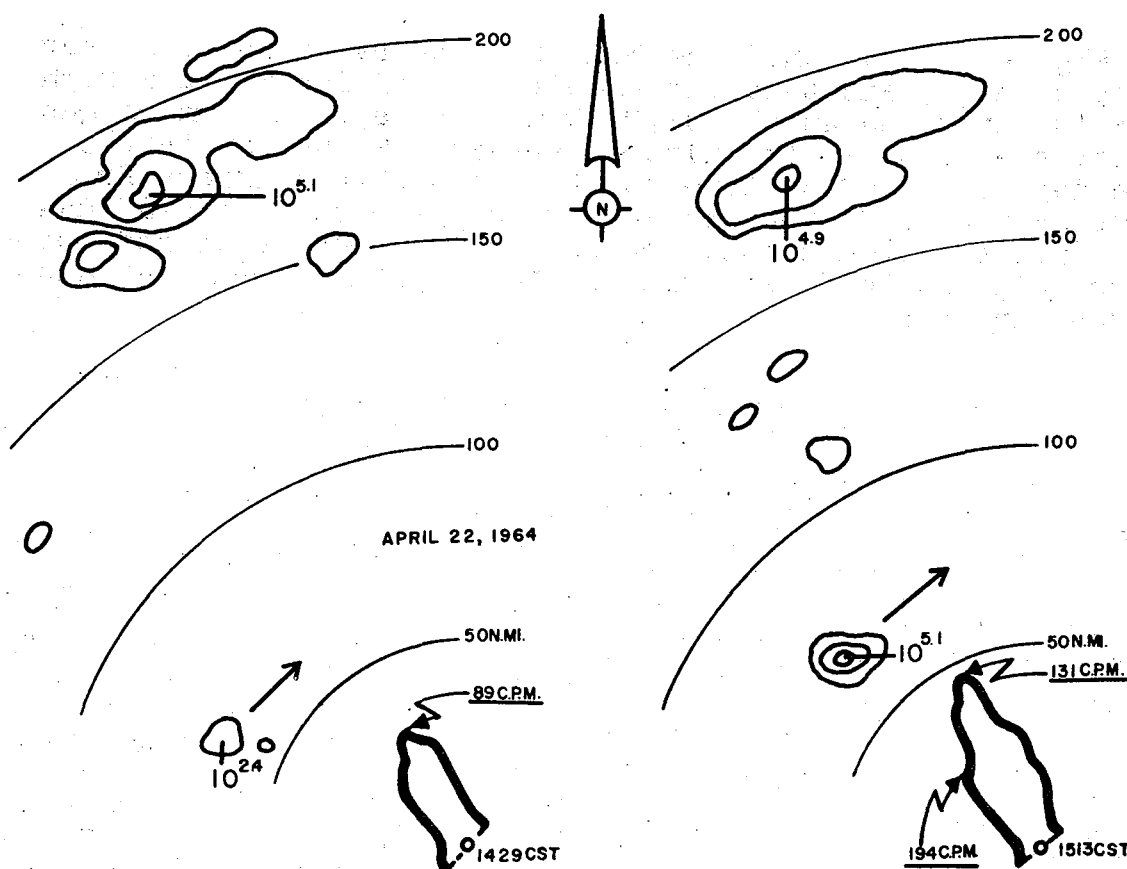 200
10^5.1
150
100
APRIL 22, 1964
50 N.MI.
89 C.P.M.
10^2.4
1429 CST
N
200
10^4.9
150
100
10^5.1
50 N.MI.
131 C.P.M.
194 C.P.M.
1513 CST